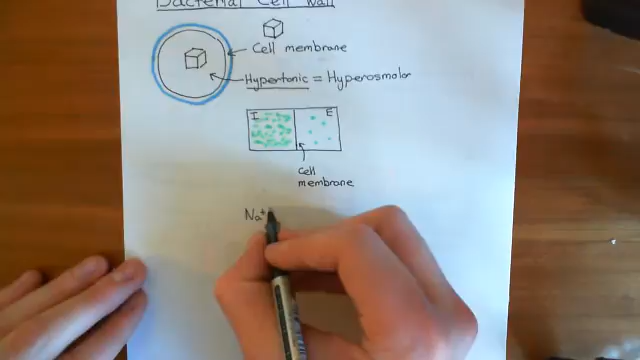 Bacterial Cell Wall
Cell membrane
Hypertonic = Hyperosmolar
I E
Cell
membrane
Na+